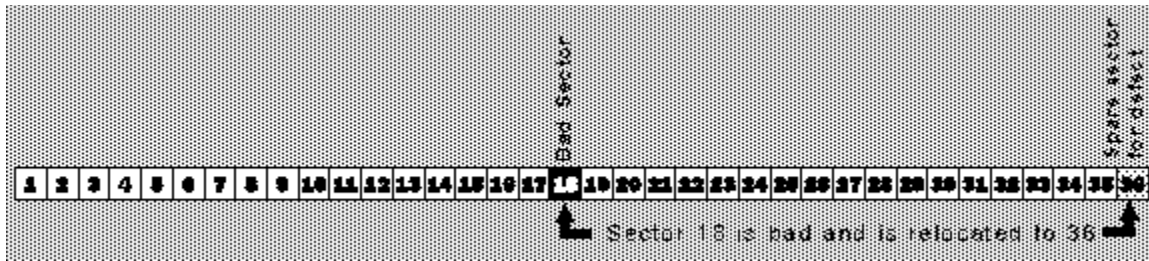 Bad Sector
Spare sector
for defect
1 2 3 4 5 6 7 8 9 10 11 12 13 14 15 16 17 18 19 20 21 22 23 24 25 26 27 28 29 30 31 32 33 34 35 36
Sector 18 is bad and is relocated to 36